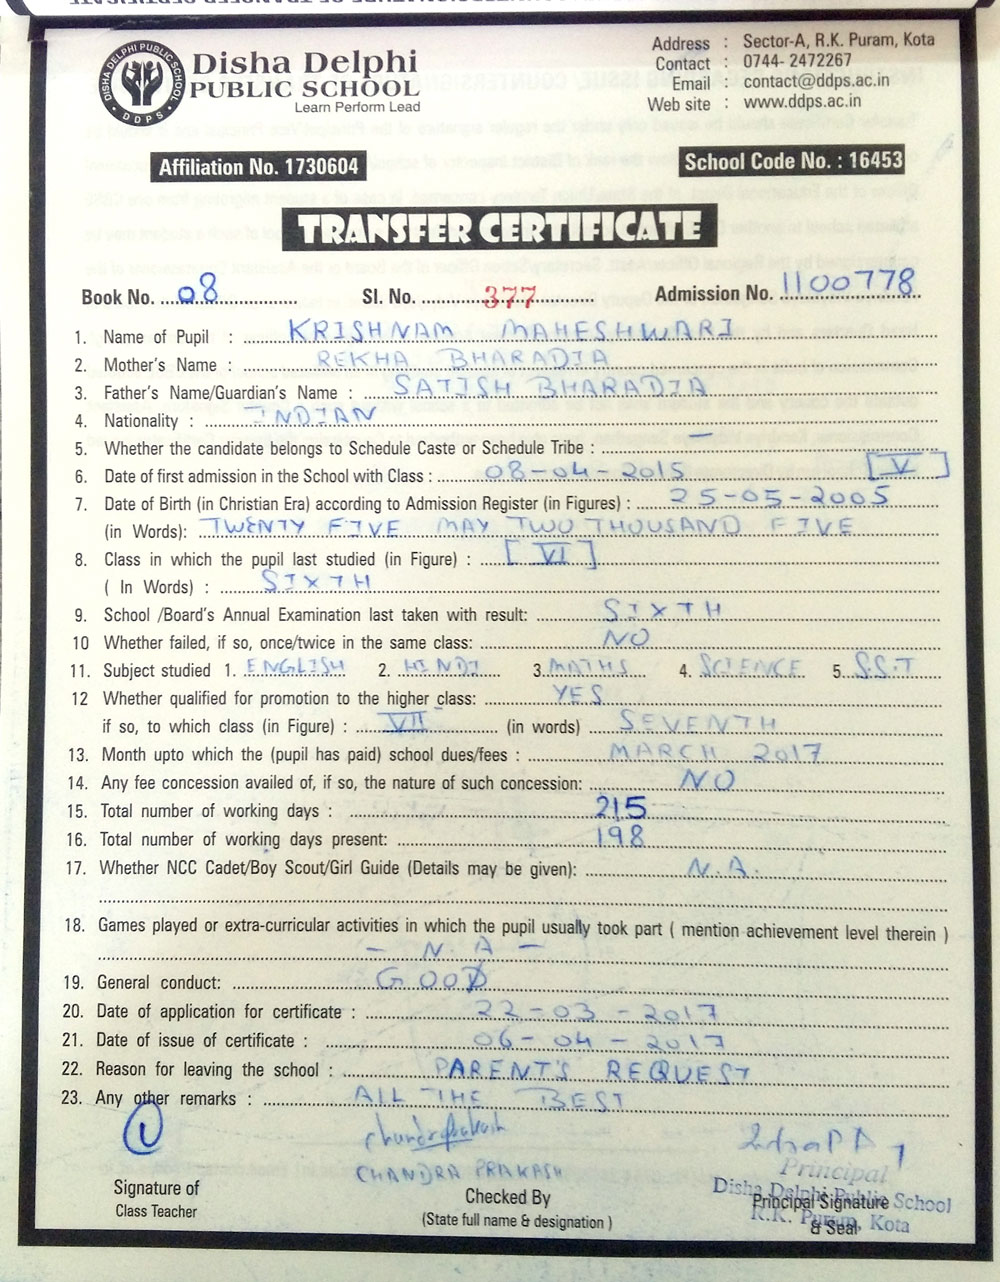 DISHA DELPHI PUBLIC SCHOOL
DDPS
Disha Delphi
PUBLIC SCHOOL
Learn Perform Lead
Address : Sector-A, R.K. Puram, Kota
Contact : 0744- 2472267
Email : contact@ddps.ac.in
Web site : www.ddps.ac.in
Affiliation No. 1730604 School Code No. : 16453
TRANSFER CERTIFICATE
Book No. 08 Sl. No. 377 Admission No. 1100778
1. Name of Pupil : KRISHNAM MAHESHWARI
2. Mother's Name : REKHA BHARADIA
3. Father's Name/Guardian's Name : SATISH BHARADIA
4. Nationality : INDIAN
5. Whether the candidate belongs to Schedule Caste or Schedule Tribe : —
6. Date of first admission in the School with Class : 08-04-2015 [V]
7. Date of Birth (in Christian Era) according to Admission Register (in Figures) : 25-05-2005
(in Words): TWENTY FIVE MAY TWO THOUSAND FIVE
8. Class in which the pupil last studied (in Figure) : [VI]
( In Words) : SIXTH
9. School /Board's Annual Examination last taken with result: SIXTH
10 Whether failed, if so, once/twice in the same class: NO
11. Subject studied 1. ENGLISH 2. HINDI 3. MATHS 4. SCIENCE 5. S.S.T
12 Whether qualified for promotion to the higher class: YES
if so, to which class (in Figure) : VII (in words) SEVENTH
13. Month upto which the (pupil has paid) school dues/fees : MARCH 2017
14. Any fee concession availed of, if so, the nature of such concession: NO
15. Total number of working days : 215
16. Total number of working days present: 198
17. Whether NCC Cadet/Boy Scout/Girl Guide (Details may be given): N.A.
18. Games played or extra-curricular activities in which the pupil usually took part ( mention achievement level therein )
- N.A -
19. General conduct: GOOD
20. Date of application for certificate : 22-03-2017
21. Date of issue of certificate : 06-04-2017
22. Reason for leaving the school : PARENT'S REQUEST
23. Any other remarks : ALL THE BEST
Chandraprakash
CHANDRA PRAKASH
Principal
Disha Delphi Public School
R.K. Puram, Kota
Signature of
Class Teacher
Checked By
(State full name & designation )
Principal Signature
& Seal